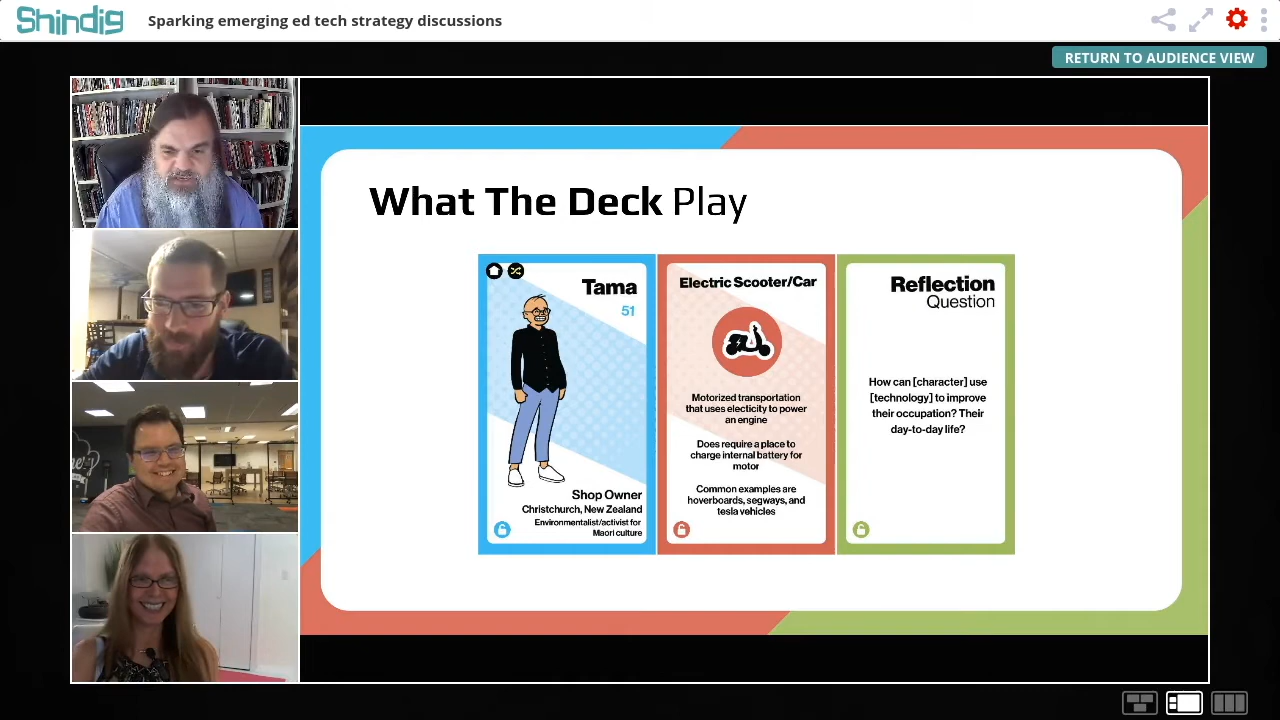 Shindig
Sparking emerging ed tech strategy discussions
RETURN TO AUDIENCE VIEW
What The Deck Play
Tama
51
Shop Owner
Christchurch, New Zealand
Environmentalist/activist for
Maori culture
Electric Scooter/Car
Motorized transportation
that uses electicity to power
an engine
Does require a place to
charge internal battery for
motor
Common examples are
hoverboards, segways, and
tesla vehicles
Reflection
Question
How can [character] use
[technology] to improve
their occupation? Their
day-to-day life?